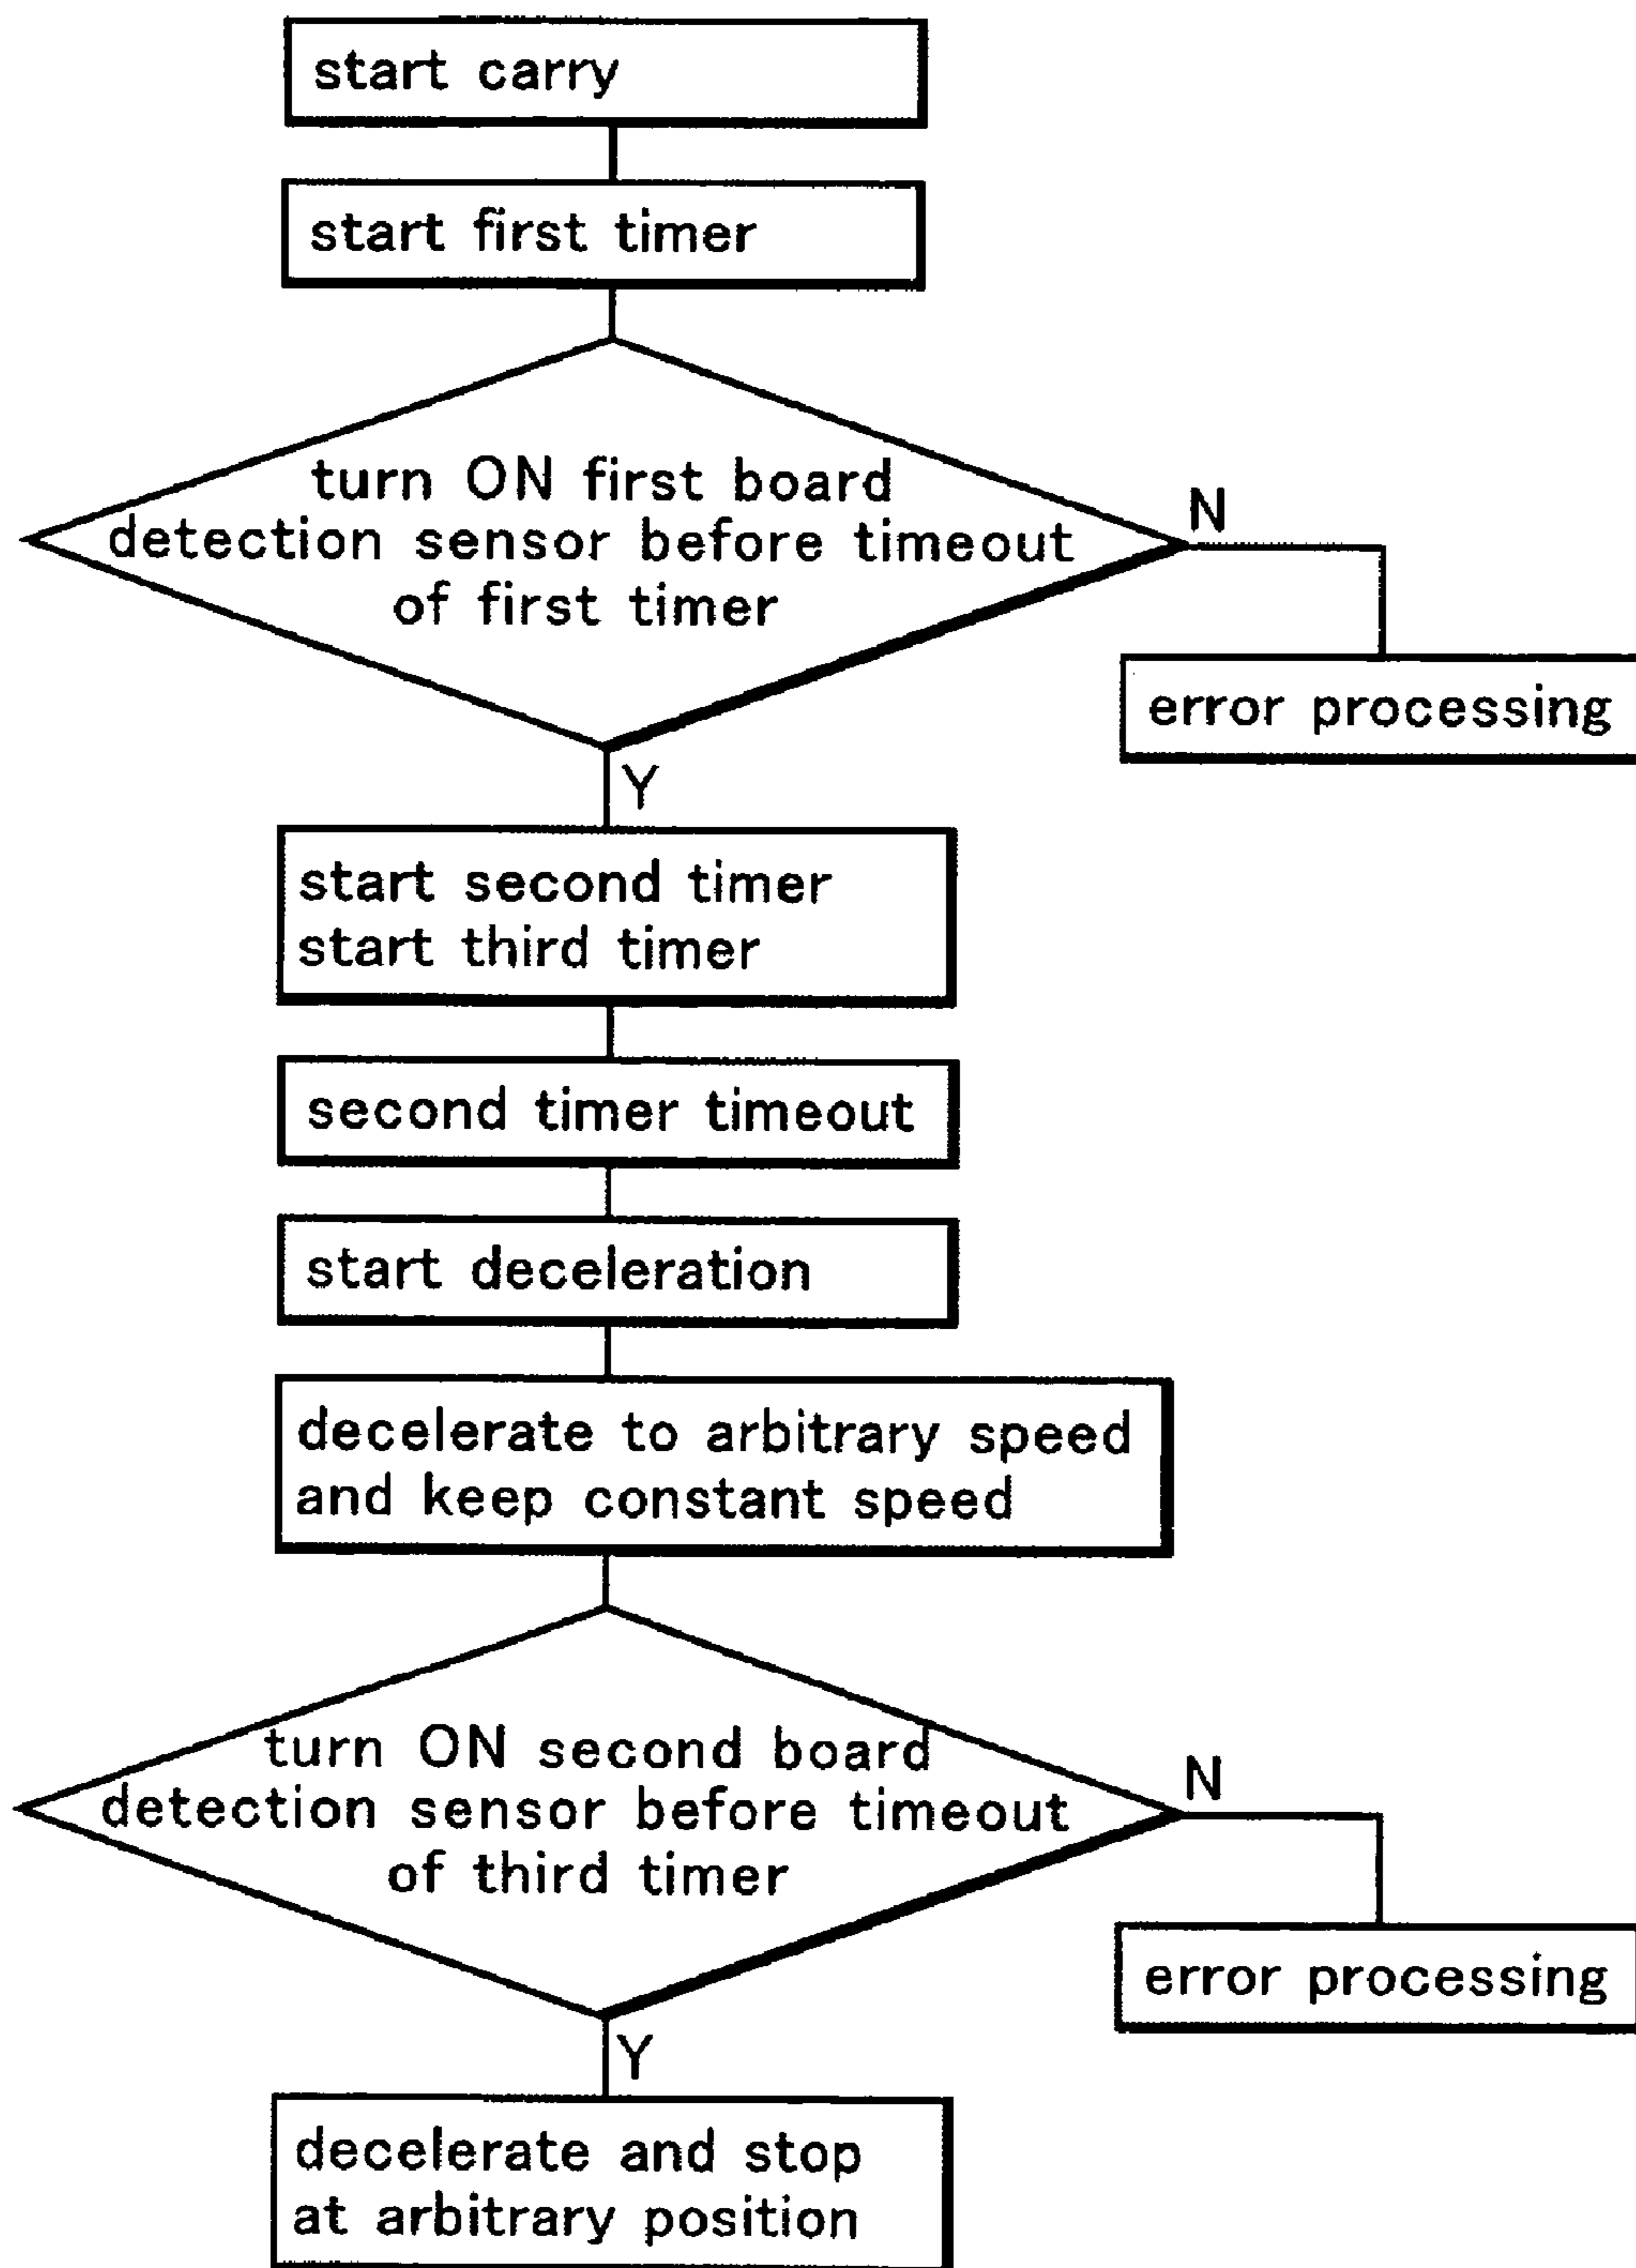 start carry
start first timer
turn ON first board
detection sensor before timeout
of first timer
N
error processing
Y
start second timer
start third timer
second timer timeout
start deceleration
decelerate to arbitrary speed
and keep constant speed
turn ON second board
detection sensor before timeout
of third timer
N
error processing
Y
decelerate and stop
at arbitrary position